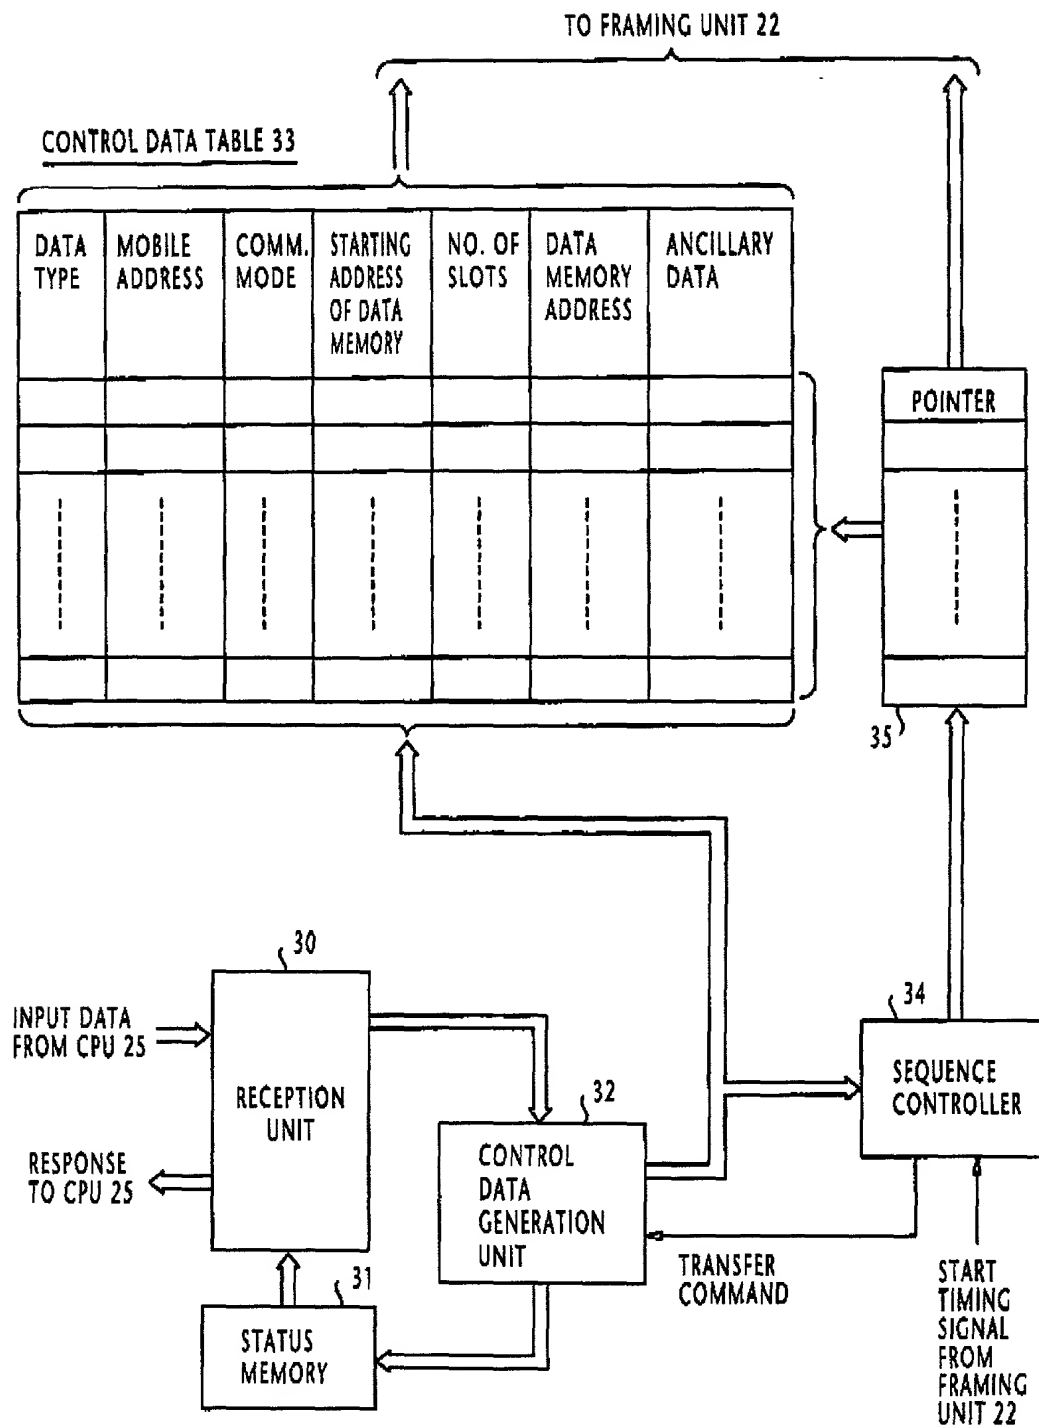 TO FRAMING UNIT 22
CONTROL DATA TABLE 33
DATA
TYPE
MOBILE
ADDRESS
COMM.
MODE
STARTING
ADDRESS
OF DATA
MEMORY
NO. OF
SLOTS
DATA
MEMORY
ADDRESS
ANCILLARY
DATA
POINTER
35
30
INPUT DATA
FROM CPU 25
RECEPTION
UNIT
RESPONSE
TO CPU 25
32
CONTROL
DATA
GENERATION
UNIT
34
SEQUENCE
CONTROLLER
TRANSFER
COMMAND
START
TIMING
SIGNAL
FROM
FRAMING
UNIT 22
31
STATUS
MEMORY